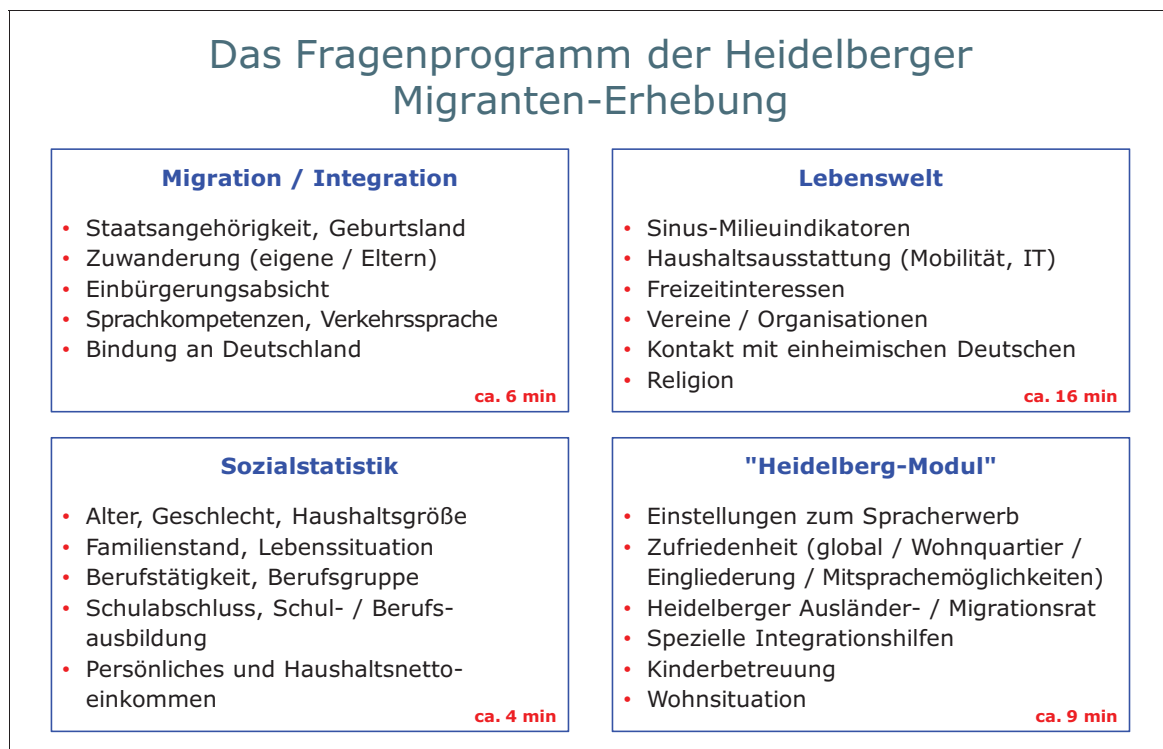 Das Fragenprogramm der Heidelberger
Migranten-Erhebung
Migration / Integration
• Staatsangehörigkeit, Geburtsland
• Zuwanderung (eigene / Eltern)
• Einbürgerungsabsicht
• Sprachkompetenzen, Verkehrssprache
• Bindung an Deutschland
ca. 6 min
Lebenswelt
• Sinus-Milieuindikatoren
• Haushaltsausstattung (Mobilität, IT)
• Freizeitinteressen
• Vereine / Organisationen
• Kontakt mit einheimischen Deutschen
• Religion
ca. 16 min
Sozialstatistik
• Alter, Geschlecht, Haushaltsgröße
• Familienstand, Lebenssituation
• Berufstätigkeit, Berufsgruppe
• Schulabschluss, Schul- / Berufs-
ausbildung
• Persönliches und Haushaltsnetto-
einkommen
ca. 4 min
"Heidelberg-Modul"
• Einstellungen zum Spracherwerb
• Zufriedenheit (global / Wohnquartier /
Eingliederung / Mitsprachemöglichkeiten)
• Heidelberger Ausländer- / Migrationsrat
• Spezielle Integrationshilfen
• Kinderbetreuung
• Wohnsituation
ca. 9 min